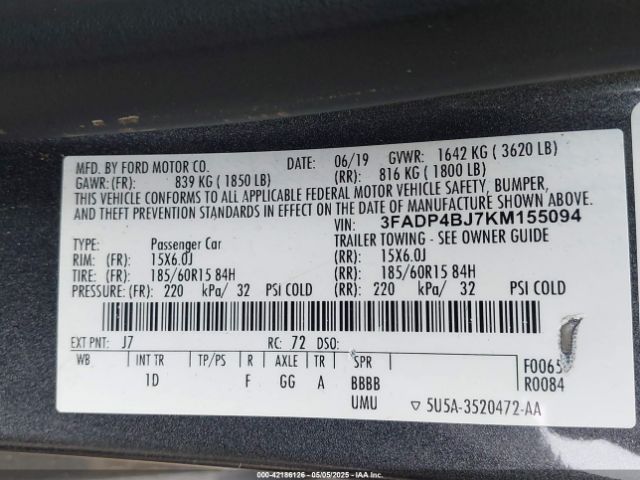 MFD. BY FORD MOTOR CO. DATE: 06/19 GVWR: 1642 KG ( 3620 LB)
GAWR: (FR): 839 KG ( 1850 LB) (RR): 816 KG ( 1800 LB)
THIS VEHICLE CONFORMS TO ALL APPLICABLE FEDERAL MOTOR VEHICLE SAFETY, BUMPER,
AND THEFT PREVENTION STANDARDS IN EFFECT ON THE DATE OF MANUFACTURE SHOWN ABOVE.
VIN: 3FADP4BJ7KM155094
TYPE: Passenger Car TRAILER TOWING - SEE OWNER GUIDE
RIM: (FR): 15X6.0J (RR): 15X6.0J
TIRE: (FR): 185/60R15 84H (RR): 185/60R15 84H
PRESSURE: (FR): 220 kPa/ 32 PSI COLD (RR): 220 kPa/ 32 PSI COLD
EXT PNT: J7 RC: 72 DSO:
WB INT TR TP/PS R AXLE TR SPR F0065
1D F GG A BBBB R0084
UMU ▽ 5U5A-3520472-AA
000-42186126 - 05/05/2025 - IAAI.COM